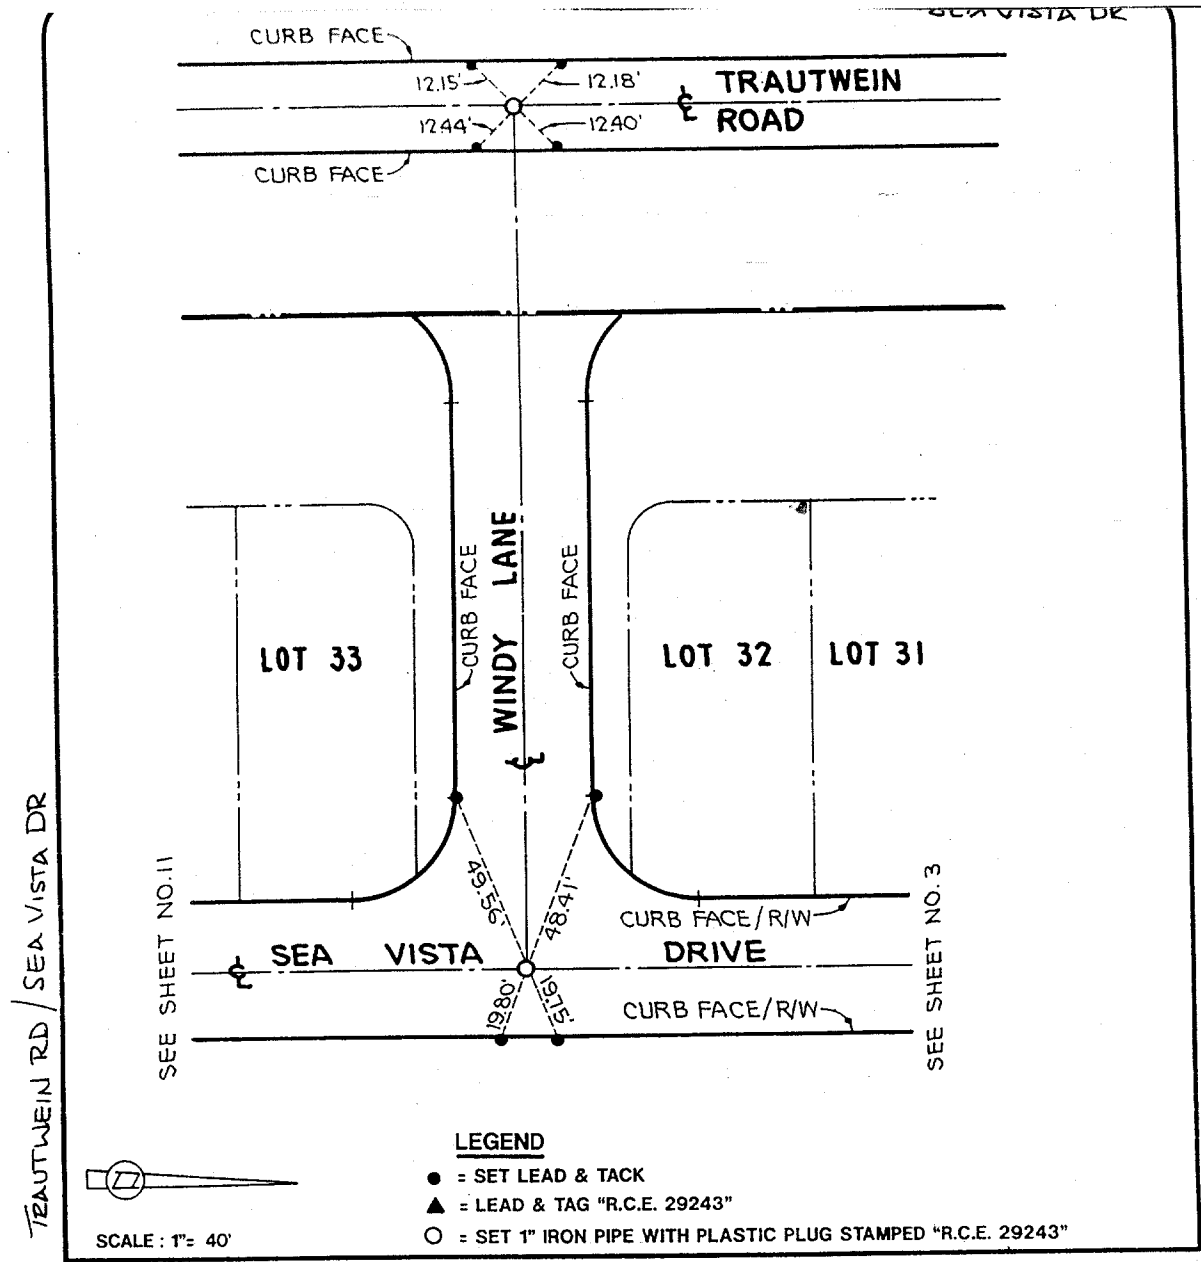 SEA VISTA DR
CURB FACE
12.15'
12.18'
℄ TRAUTWEIN
ROAD
12.44'
12.40'
CURB FACE
WINDY LANE
℄
CURB FACE
CURB FACE
LOT 33
LOT 32
LOT 31
49.56'
48.41'
CURB FACE/R/W
℄ SEA VISTA DRIVE
19.80'
19.75'
CURB FACE/R/W
SEE SHEET NO. 11
SEE SHEET NO. 3
TRAUTWEIN RD / SEA VISTA DR
LEGEND
● = SET LEAD & TACK
▲ = LEAD & TAG "R.C.E. 29243"
○ = SET 1" IRON PIPE WITH PLASTIC PLUG STAMPED "R.C.E. 29243"
SCALE : 1"= 40'